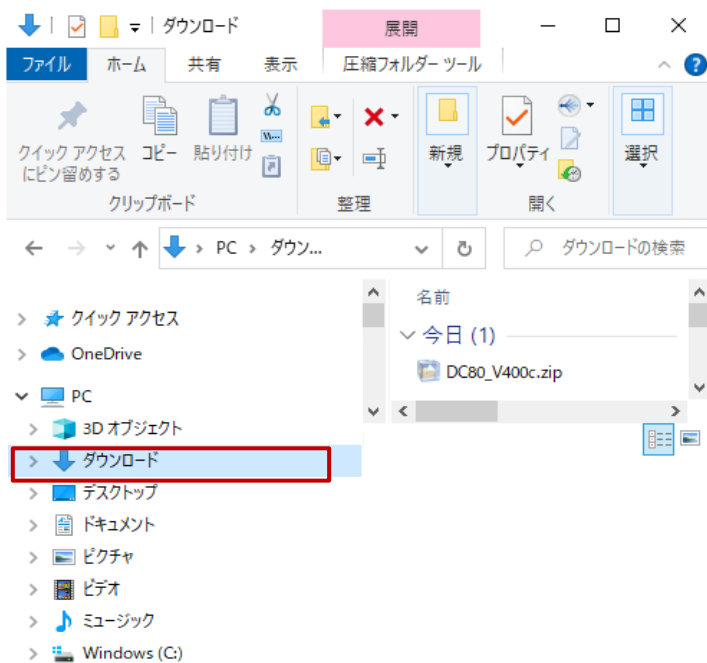 ダウンロード
展開
ファイル
ホーム
共有
表示
圧縮フォルダー ツール
クイック アクセス
にピン留めする
コピー
貼り付け
新規
プロパティ
選択
クリップボード
整理
開く
PC
ダウン...
ダウンロードの検索
クイック アクセス
OneDrive
PC
3D オブジェクト
ダウンロード
デスクトップ
ドキュメント
ピクチャ
ビデオ
ミュージック
Windows (C:)
名前
今日 (1)
DC80_V400c.zip